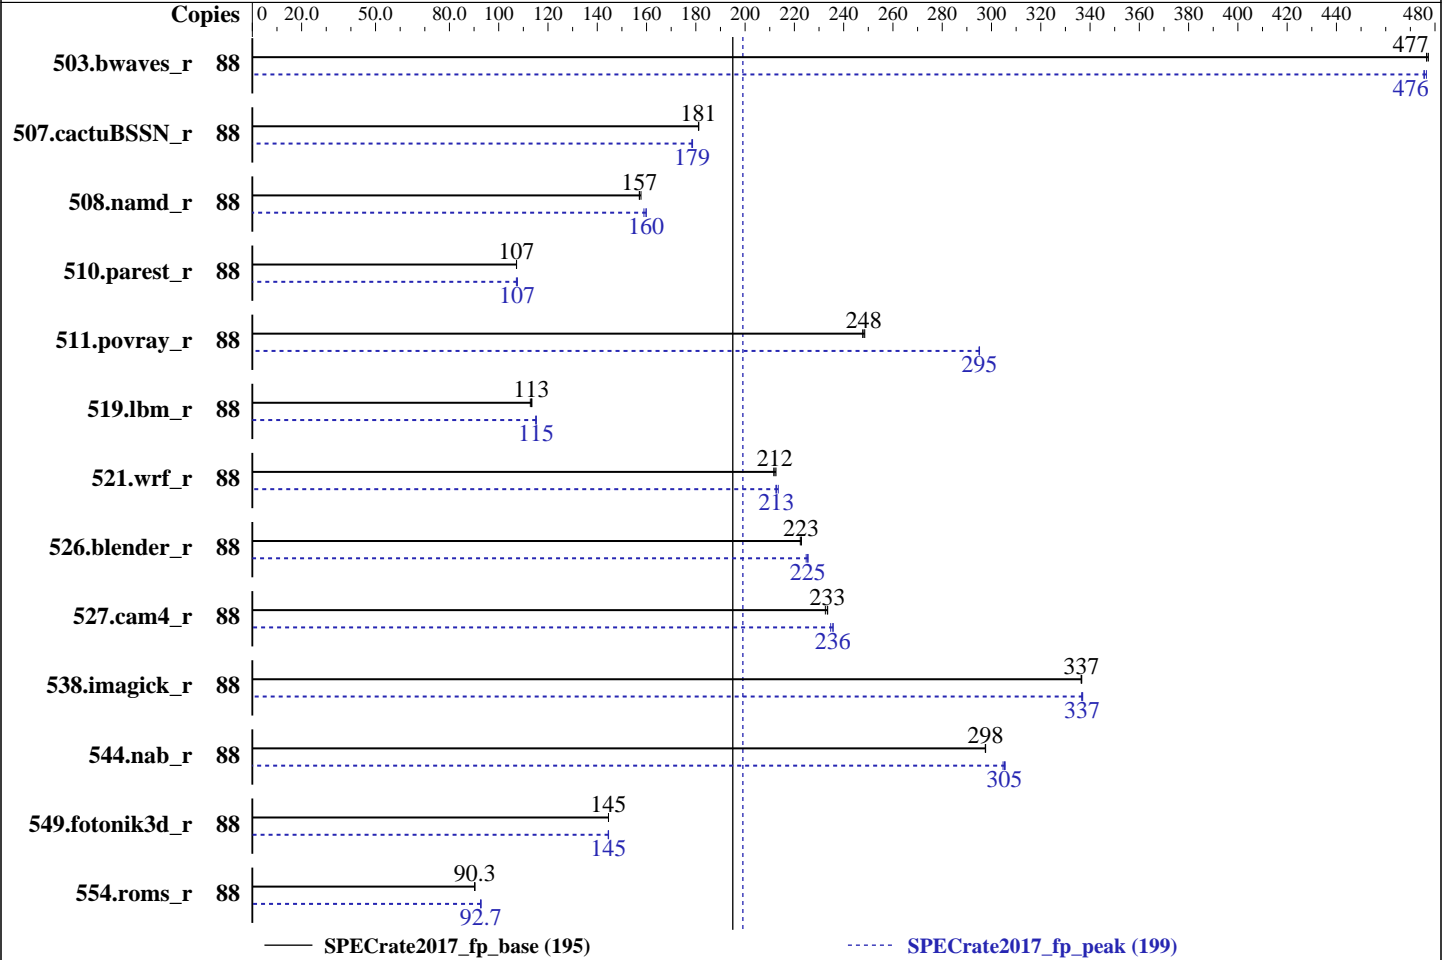 Copies 0 20.0 50.0 80.0 100 120 140 160 180 200 220 240 260 280 300 320 340 360 380 400 420 440 480
503.bwaves_r 88 477
476
507.cactuBSSN_r 88 181
179
508.namd_r 88 157
160
510.parest_r 88 107
107
511.povray_r 88 248
295
519.lbm_r 88 113
115
521.wrf_r 88 212
213
526.blender_r 88 223
225
527.cam4_r 88 233
236
538.imagick_r 88 337
337
544.nab_r 88 298
305
549.fotonik3d_r 88 145
145
554.roms_r 88 90.3
92.7
SPECrate2017_fp_base (195) SPECrate2017_fp_peak (199)